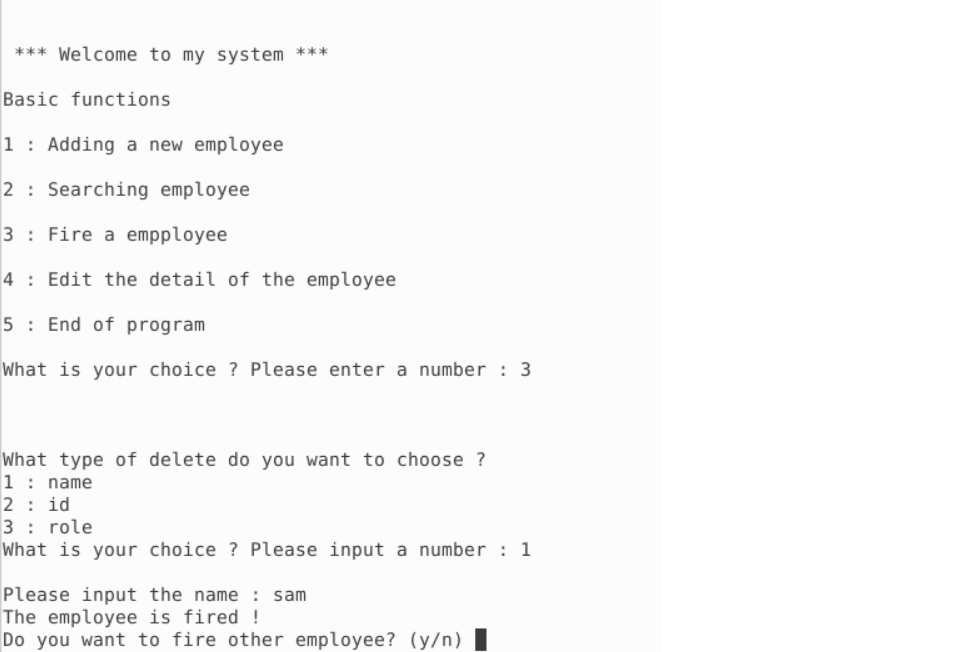 *** Welcome to my system ***
Basic functions
1 : Adding a new employee
2 : Searching employee
3 : Fire a empployee
4 : Edit the detail of the employee
5 : End of program
What is your choice ? Please enter a number : 3
What type of delete do you want to choose ?
1 : name
2 : id
3 : role
What is your choice ? Please input a number : 1
Please input the name : sam
The employee is fired !
Do you want to fire other employee? (y/n)